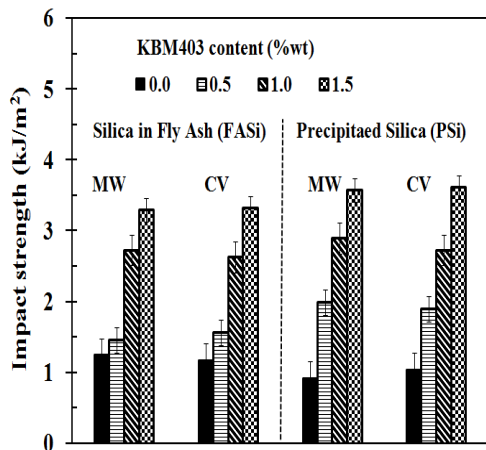 6
5
4
3
2
1
0
Impact strength (kJ/m²)
KBM403 content (%wt)
0.0 0.5 1.0 1.5
Silica in Fly Ash (FASi) Precipitaed Silica (PSi)
MW CV MW CV